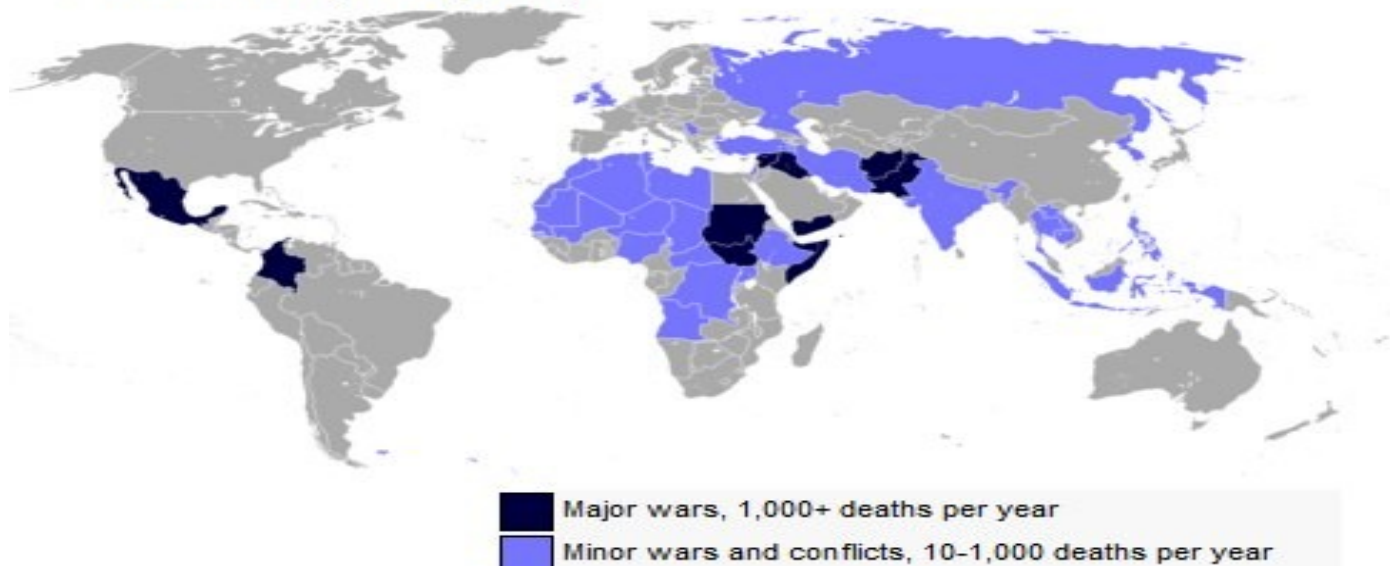 Major wars, 1,000+ deaths per year
Minor wars and conflicts, 10-1,000 deaths per year